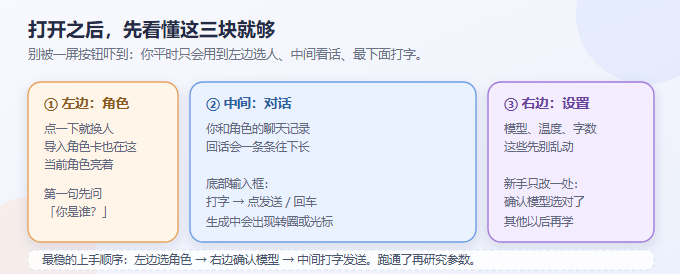 打开之后，先看懂这三块就够
别被一屏按钮吓到：你平时只会用到左边选人、中间看话、最下面打字。
① 左边：角色
点一下就换人
导入角色卡也在这
当前角色亮着
第一句先问
「你是谁？」
② 中间：对话
你和角色的聊天记录
回话会一条条往下长
底部输入框：
打字 → 点发送 / 回车
生成中会出现转圈或光标
③ 右边：设置
模型、温度、字数
这些先别乱动
新手只改一处：
确认模型选对了
其他以后再学
最稳的上手顺序：左边选角色 → 右边确认模型 → 中间打字发送。跑通了再研究参数。